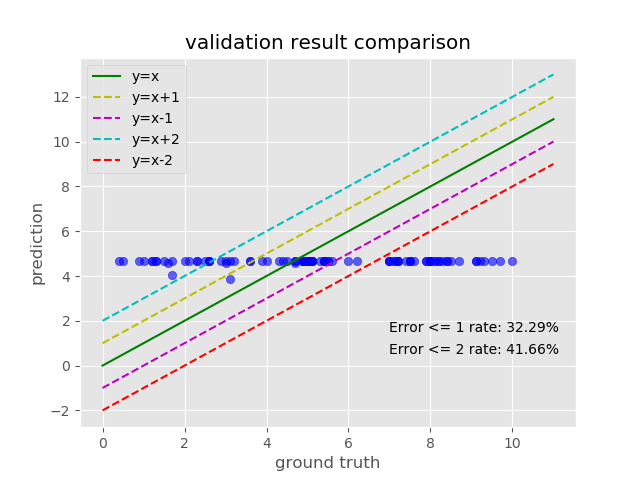 validation result comparison
y=x
y=x+1
y=x-1
y=x+2
y=x-2
12
10
8
6
4
2
0
−2
prediction
Error <= 1 rate: 32.29%
Error <= 2 rate: 41.66%
0 2 4 6 8 10
ground truth